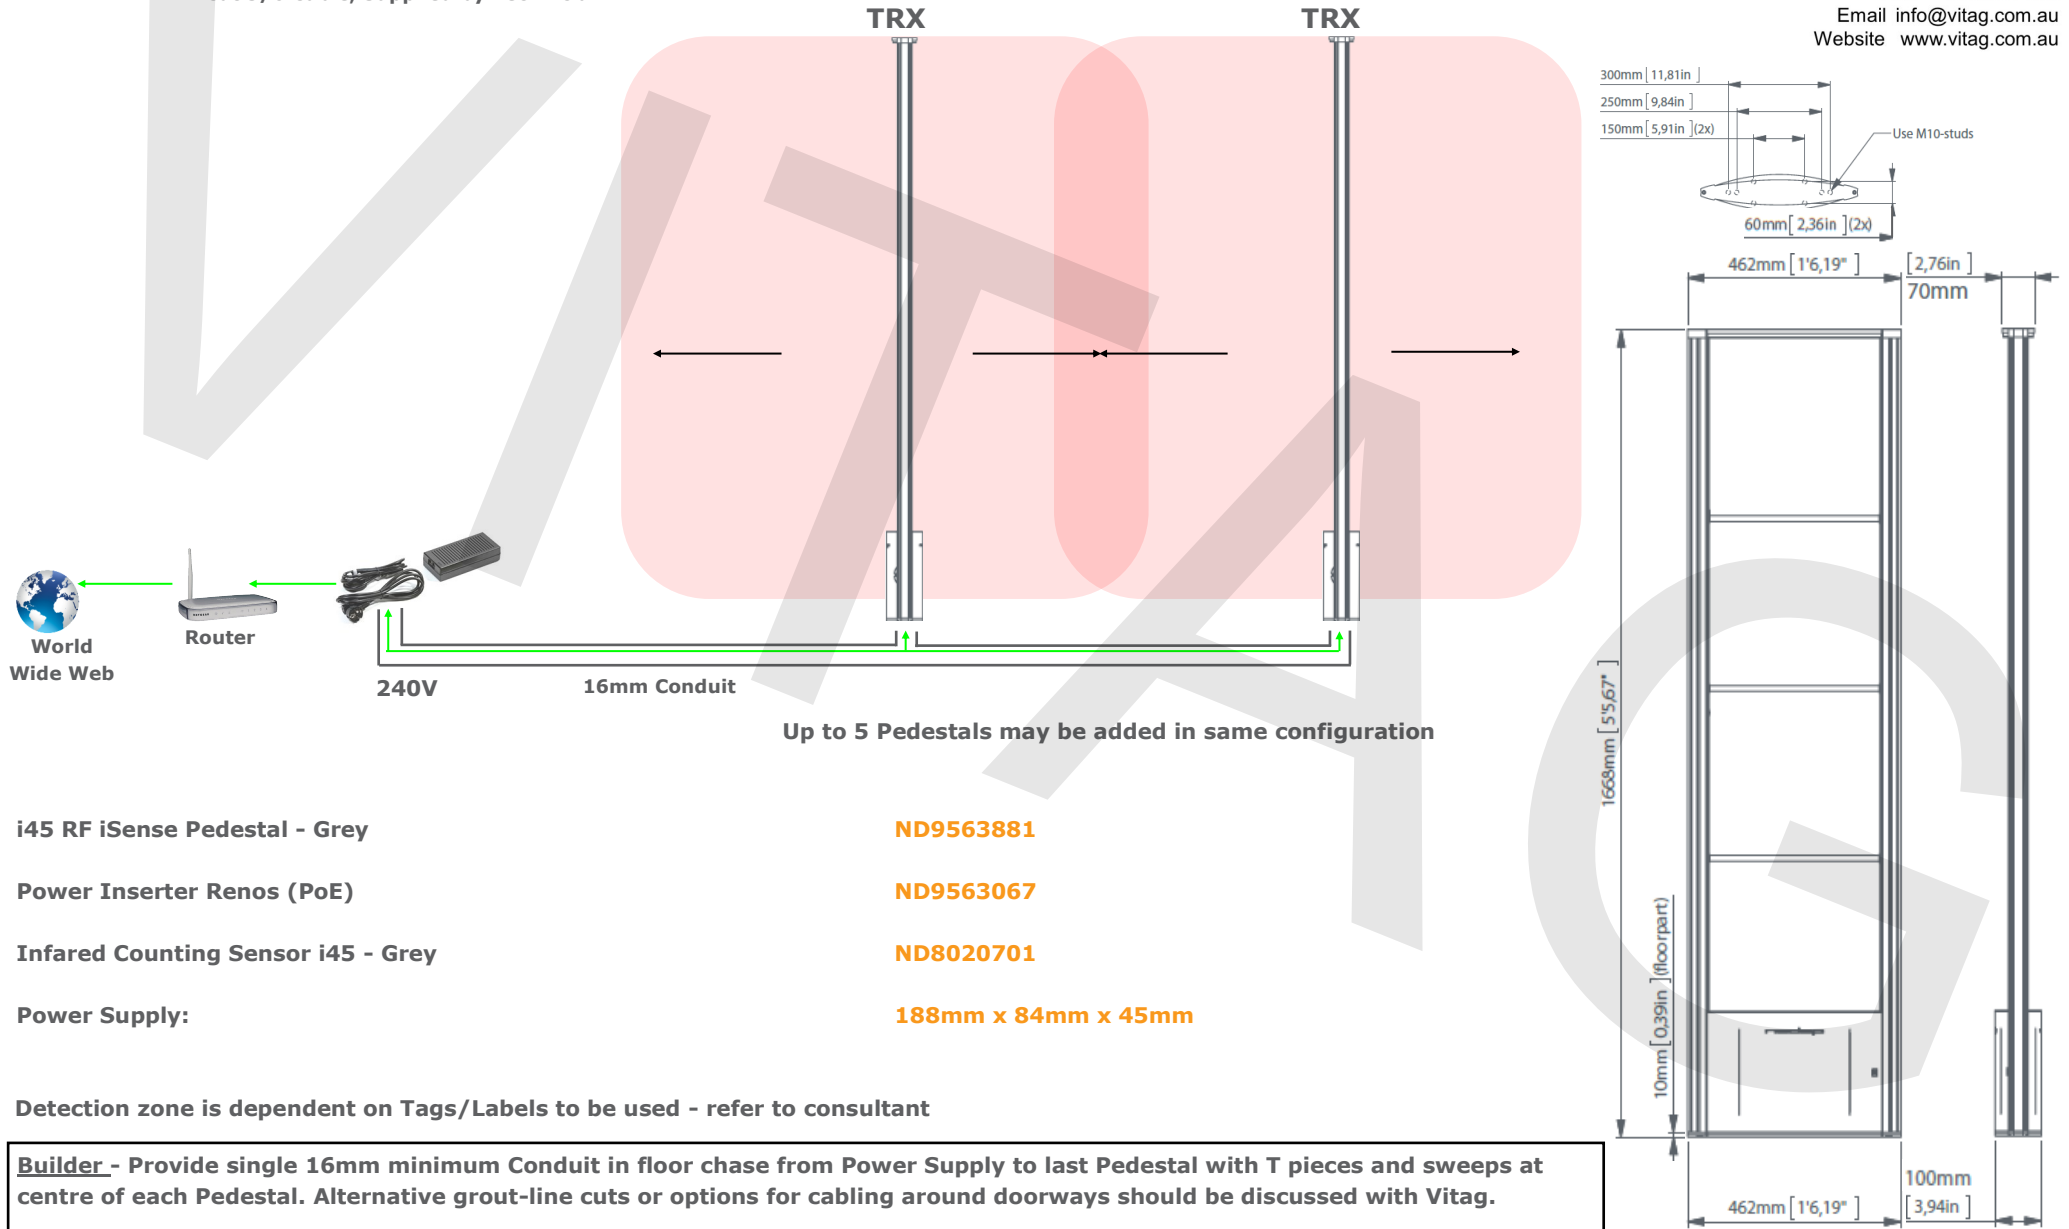 TRX
TRX
Email info@vitag.com.au
Website www.vitag.com.au
300mm[ 11,81in ]
250mm[ 9,84in ]
150mm[ 5,91in ](2x)
Use M10-studs
60mm[ 2,36in ](2x)
462mm[ 1'6,19" ]
[ 2,76in ]
70mm
World
Wide Web
Router
240V
16mm Conduit
Up to 5 Pedestals may be added in same configuration
1668mm[ 5'5,67" ]
i45 RF iSense Pedestal - Grey ND9563881
Power Inserter Renos (PoE) ND9563067
Infared Counting Sensor i45 - Grey ND8020701
Power Supply: 188mm x 84mm x 45mm
10mm[ 0,39in ](floorpart)
Detection zone is dependent on Tags/Labels to be used - refer to consultant
Builder - Provide single 16mm minimum Conduit in floor chase from Power Supply to last Pedestal with T pieces and sweeps at
centre of each Pedestal. Alternative grout-line cuts or options for cabling around doorways should be discussed with Vitag.
462mm[ 1'6,19" ]
100mm
[ 3,94in ]
VITAG